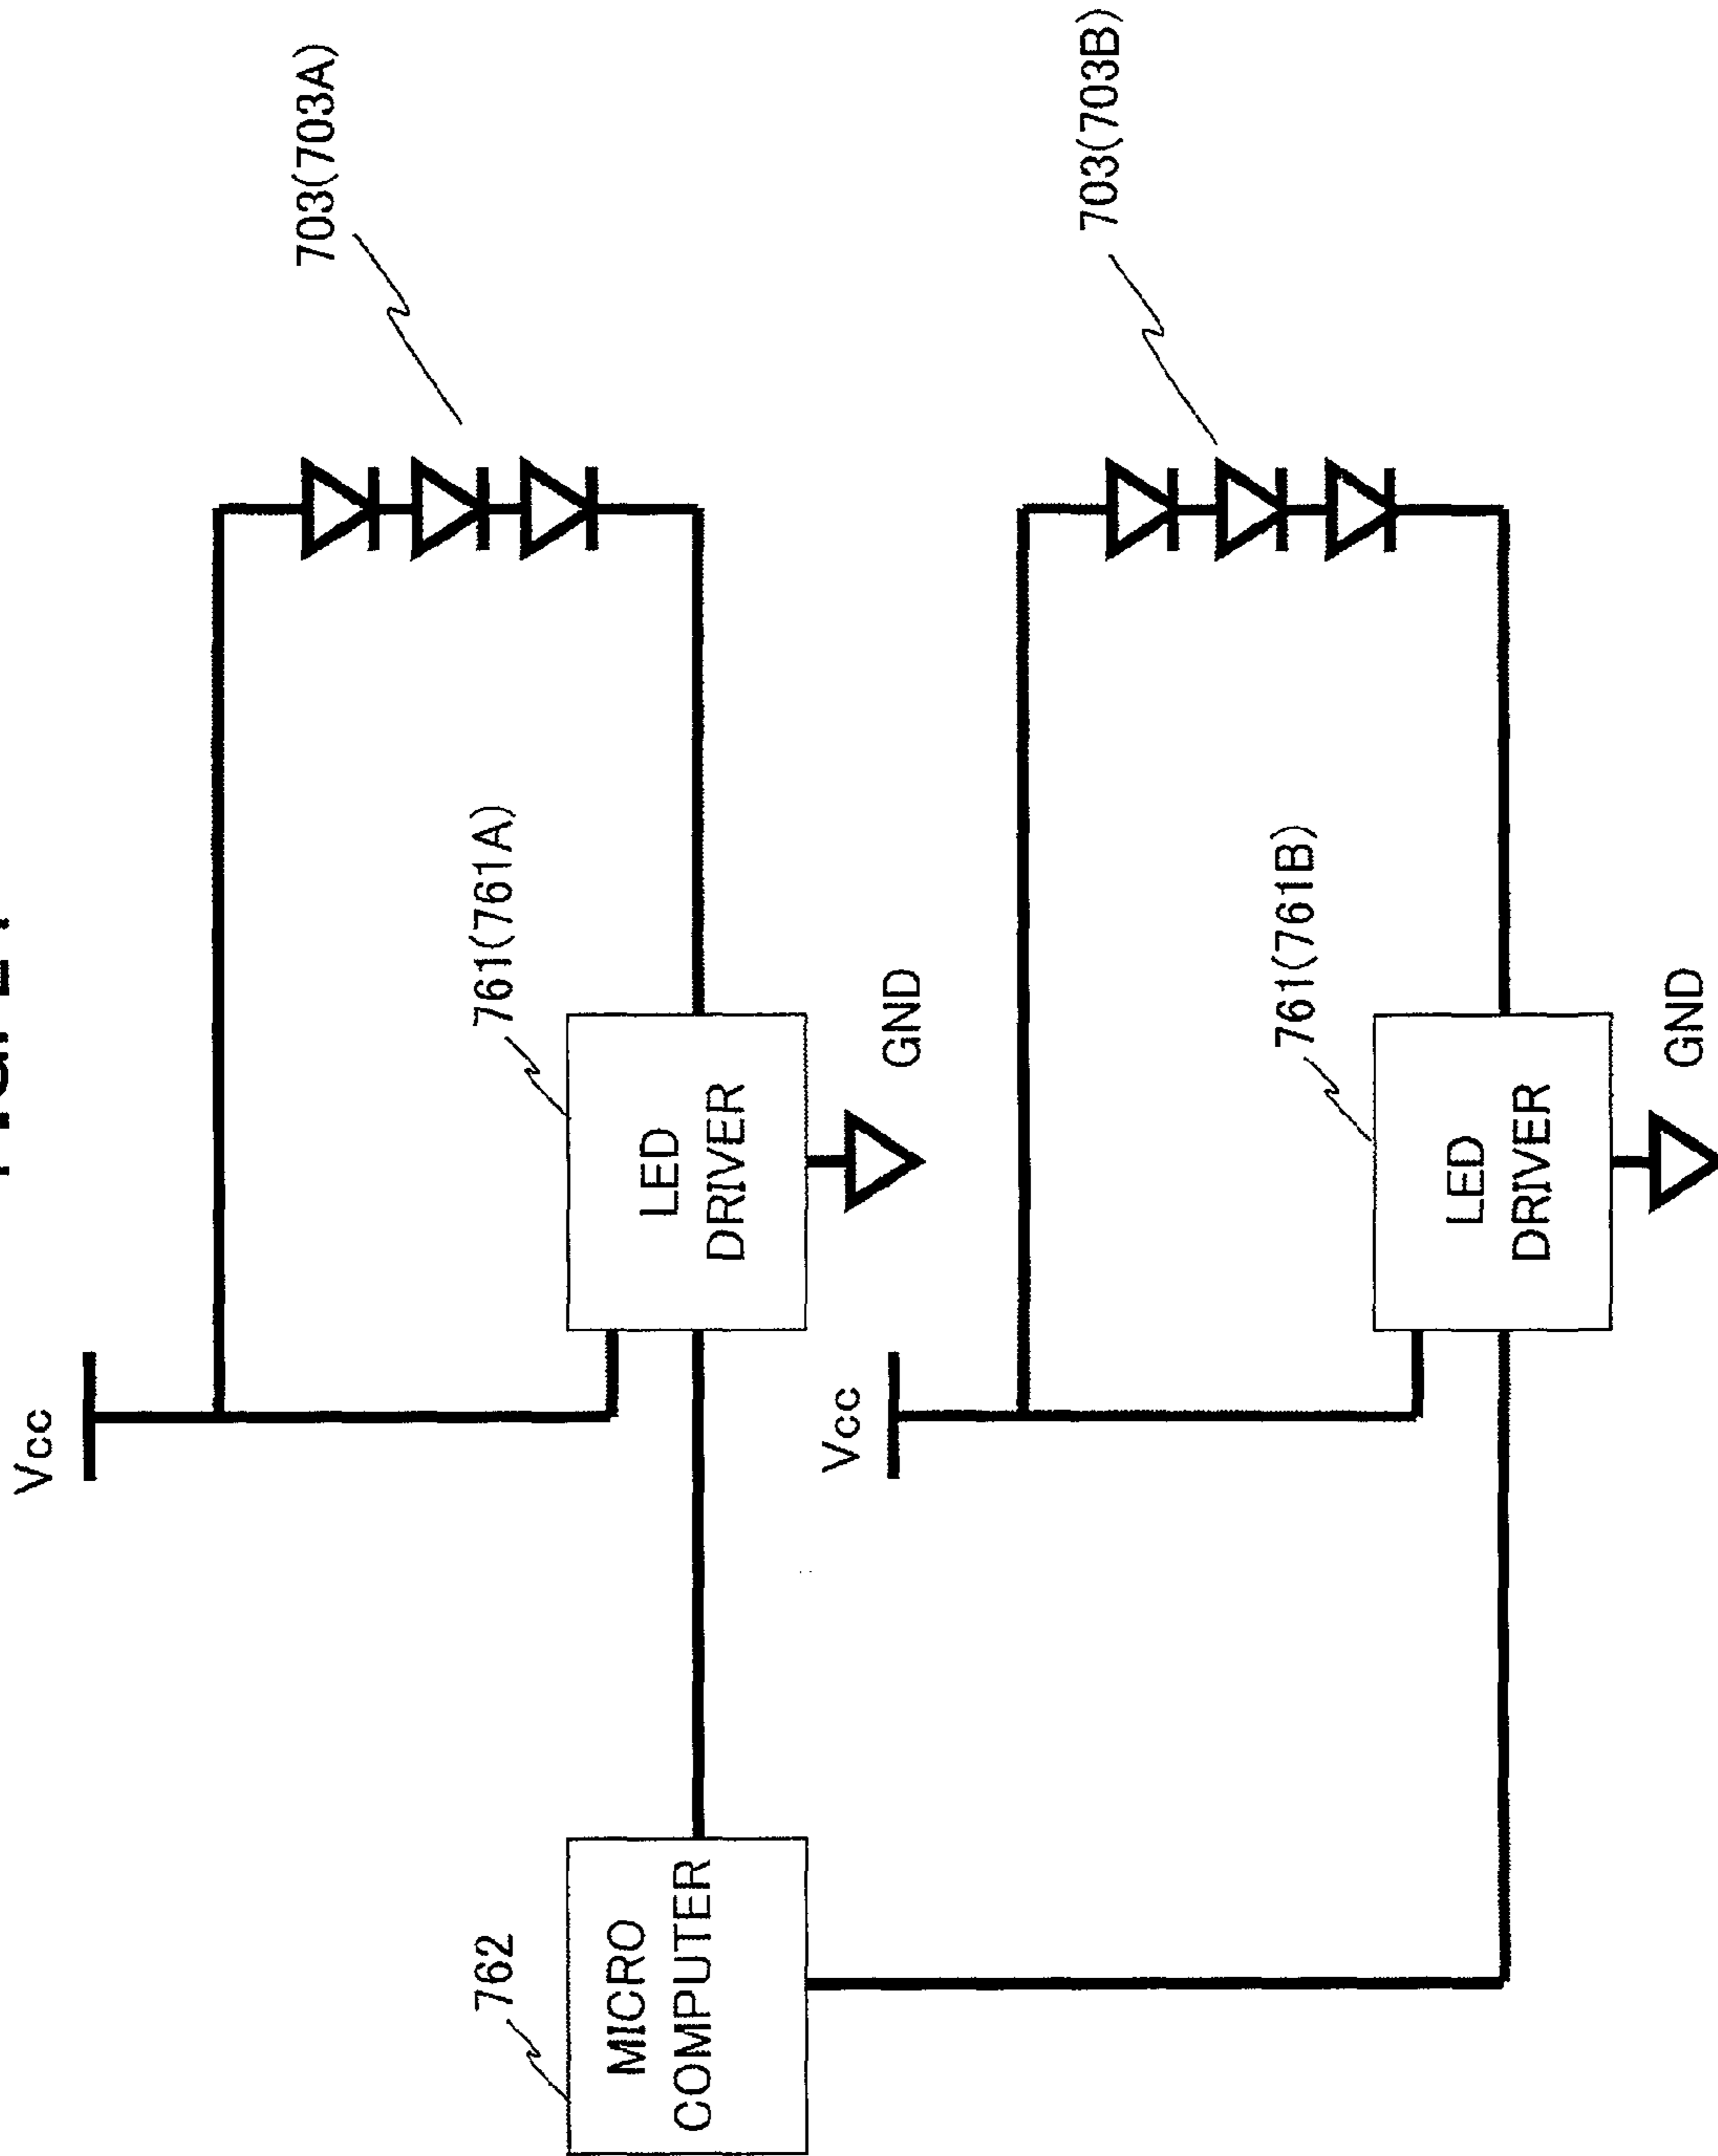 Vcc
703(703A)
762
761(761A)
MICRO
COMPUTER
LED
DRIVER
GND
Vcc
703(703B)
761(761B)
LED
DRIVER
GND